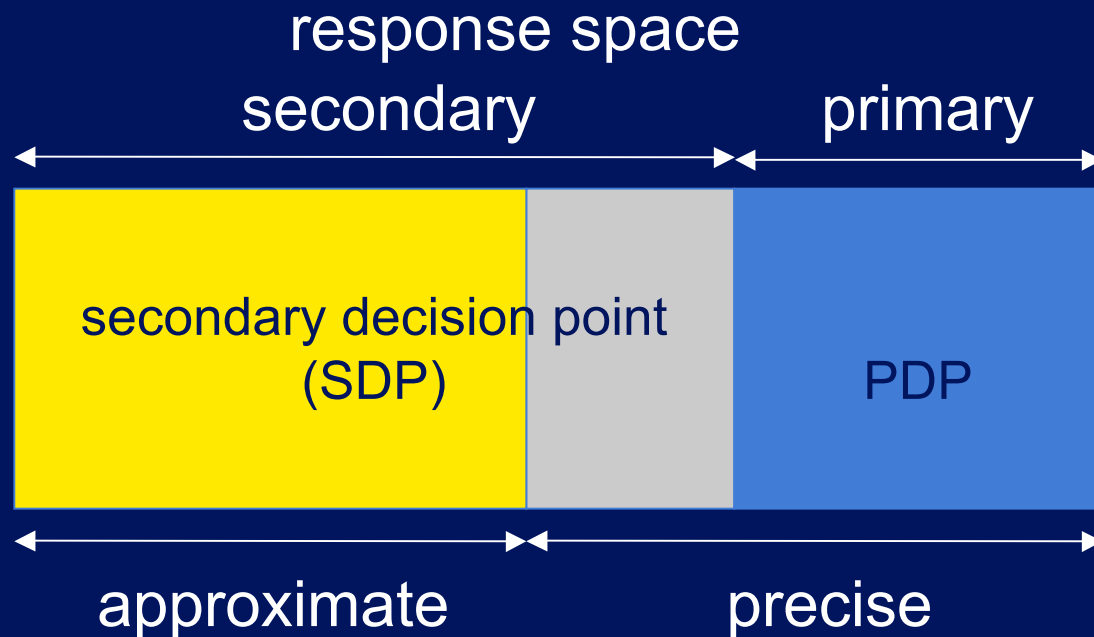 response space
secondary
primary
secondary decision point
(SDP)
PDP
approximate
precise